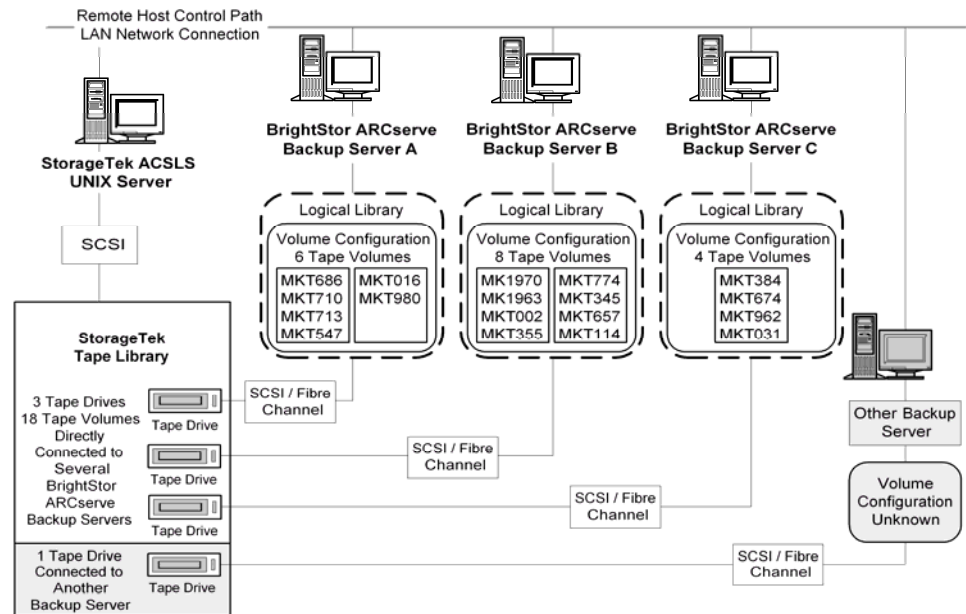 Remote Host Control Path
LAN Network Connection
StorageTek ACSLS
UNIX Server
SCSI
BrightStor ARCserve
Backup Server A
Logical Library
Volume Configuration
6 Tape Volumes
MKT686
MKT710
MKT713
MKT547
MKT016
MKT980
BrightStor ARCserve
Backup Server B
Logical Library
Volume Configuration
8 Tape Volumes
MK1970
MK1963
MKT002
MKT355
MKT774
MKT345
MKT657
MKT114
BrightStor ARCserve
Backup Server C
Logical Library
Volume Configuration
4 Tape Volumes
MKT384
MKT674
MKT962
MKT031
StorageTek
Tape Library
3 Tape Drives
18 Tape Volumes
Directly
Connected to
Several
BrightStor
ARCserve
Backup Servers
Tape Drive
Tape Drive
Tape Drive
1 Tape Drive
Connected to
Another
Backup Server
Tape Drive
SCSI / Fibre
Channel
SCSI / Fibre
Channel
SCSI / Fibre
Channel
SCSI / Fibre
Channel
Other Backup
Server
Volume
Configuration
Unknown